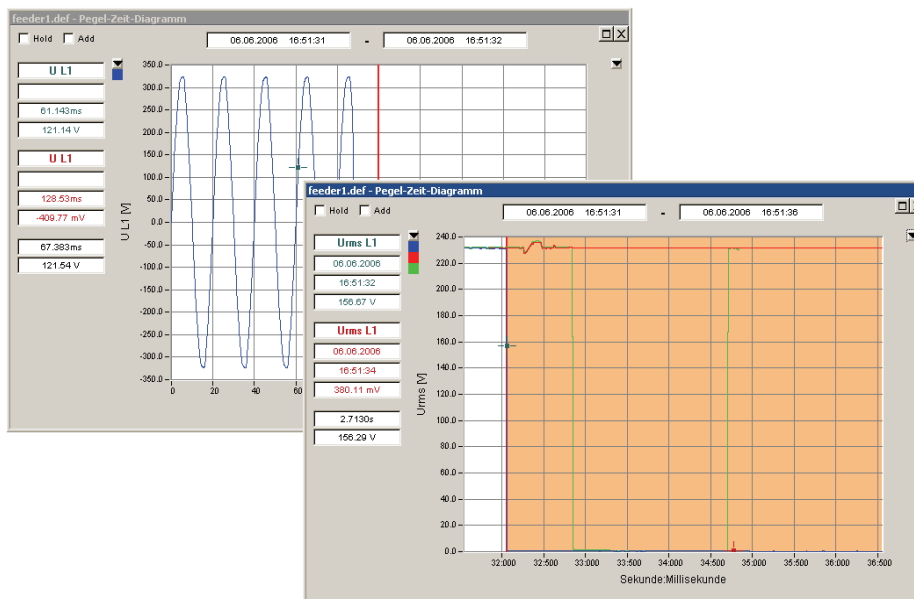 feeder1.def - Pegel-Zeit-Diagramm
Hold Add 06.06.2006 16:51:31 - 06.06.2006 16:51:32
U L1
61.143ms
121.14 V
U L1
128.53ms
-409.77 mV
67.383ms
121.54 V
U L1 [V]
350.0
300.0
250.0
200.0
150.0
100.0
50.0
0.0
-50.0
-100.0
-150.0
-200.0
-250.0
-300.0
-350.0
0 20 40 60
feeder1.def - Pegel-Zeit-Diagramm
Hold Add 06.06.2006 16:51:31 - 06.06.2006 16:51:36
Urms L1
06.06.2006
16:51:32
156.67 V
Urms L1
06.06.2006
16:51:34
380.11 mV
2.7130s
156.29 V
Urms [V]
240.0
220.0
200.0
180.0
160.0
140.0
120.0
100.0
80.0
60.0
40.0
20.0
0.0
32:000 32:500 33:000 33:500 34:000 34:500 35:000 35:500 36:000 36:500
Sekunde:Millisekunde